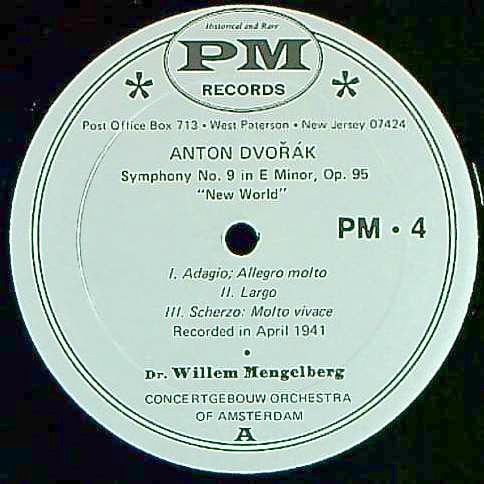 Historical and Rare
PM
RECORDS
* *
Post Office Box 713 • West Paterson • New Jersey 07424
ANTON DVOŘÁK
Symphony No. 9 in E Minor, Op. 95
"New World"
PM • 4
I. Adagio; Allegro molto
II. Largo
III. Scherzo: Molto vivace
Recorded in April 1941
•
Dr. Willem Mengelberg
CONCERTGEBOUW ORCHESTRA
OF AMSTERDAM
A